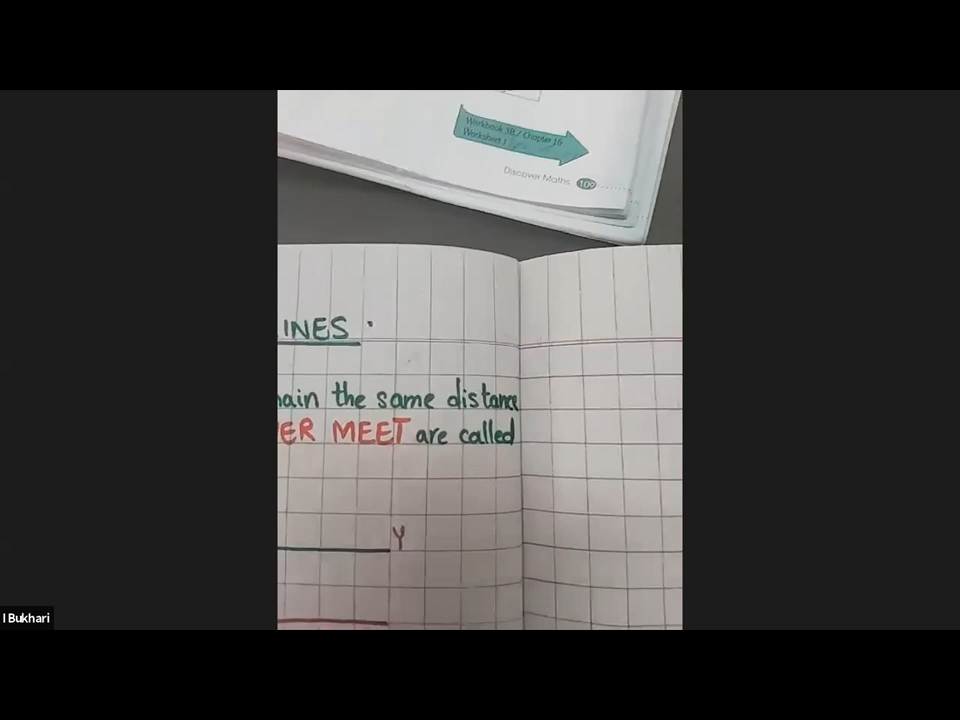 Workbook 3B / Chapter 16
Worksheet 1
Discover Maths 109
INES .
ain the same distance
ER MEET are called
Y
I Bukhari